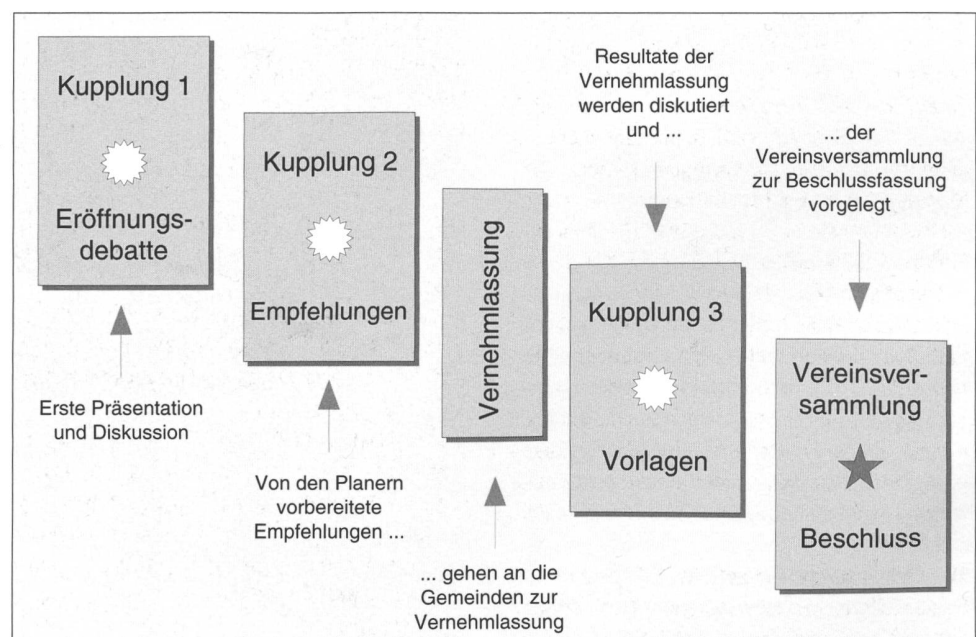 Kupplung 1
Eröffnungs-
debatte
Erste Präsentation
und Diskussion
Kupplung 2
Empfehlungen
Von den Planern
vorbereitete
Empfehlungen ...
Vernehmlassung
... gehen an die
Gemeinden zur
Vernehmlassung
Resultate der
Vernehmlassung
werden diskutiert
und ...
Kupplung 3
Vorlagen
... der
Vereinsversammlung
zur Beschlussfassung
vorgelegt
Vereinsver-
sammlung
Beschluss